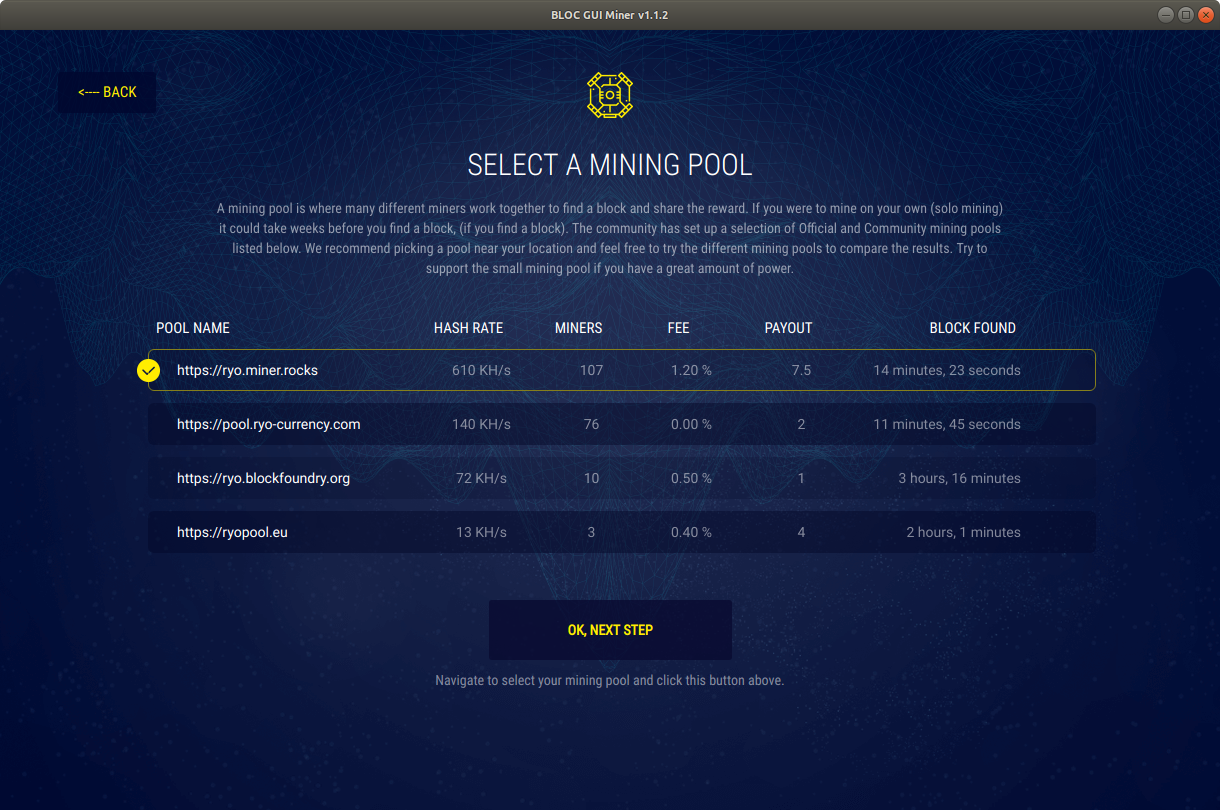 BLOC GUI Miner v1.1.2
<---- BACK
SELECT A MINING POOL
A mining pool is where many different miners work together to find a block and share the reward. If you were to mine on your own (solo mining)
it could take weeks before you find a block, (if you find a block). The community has set up a selection of Official and Community mining pools
listed below. We recommend picking a pool near your location and feel free to try the different mining pools to compare the results. Try to
support the small mining pool if you have a great amount of power.
POOL NAME HASH RATE MINERS FEE PAYOUT BLOCK FOUND
https://ryo.miner.rocks 610 KH/s 107 1.20 % 7.5 14 minutes, 23 seconds
https://pool.ryo-currency.com 140 KH/s 76 0.00 % 2 11 minutes, 45 seconds
https://ryo.blockfoundry.org 72 KH/s 10 0.50 % 1 3 hours, 16 minutes
https://ryopool.eu 13 KH/s 3 0.40 % 4 2 hours, 1 minutes
OK, NEXT STEP
Navigate to select your mining pool and click this button above.